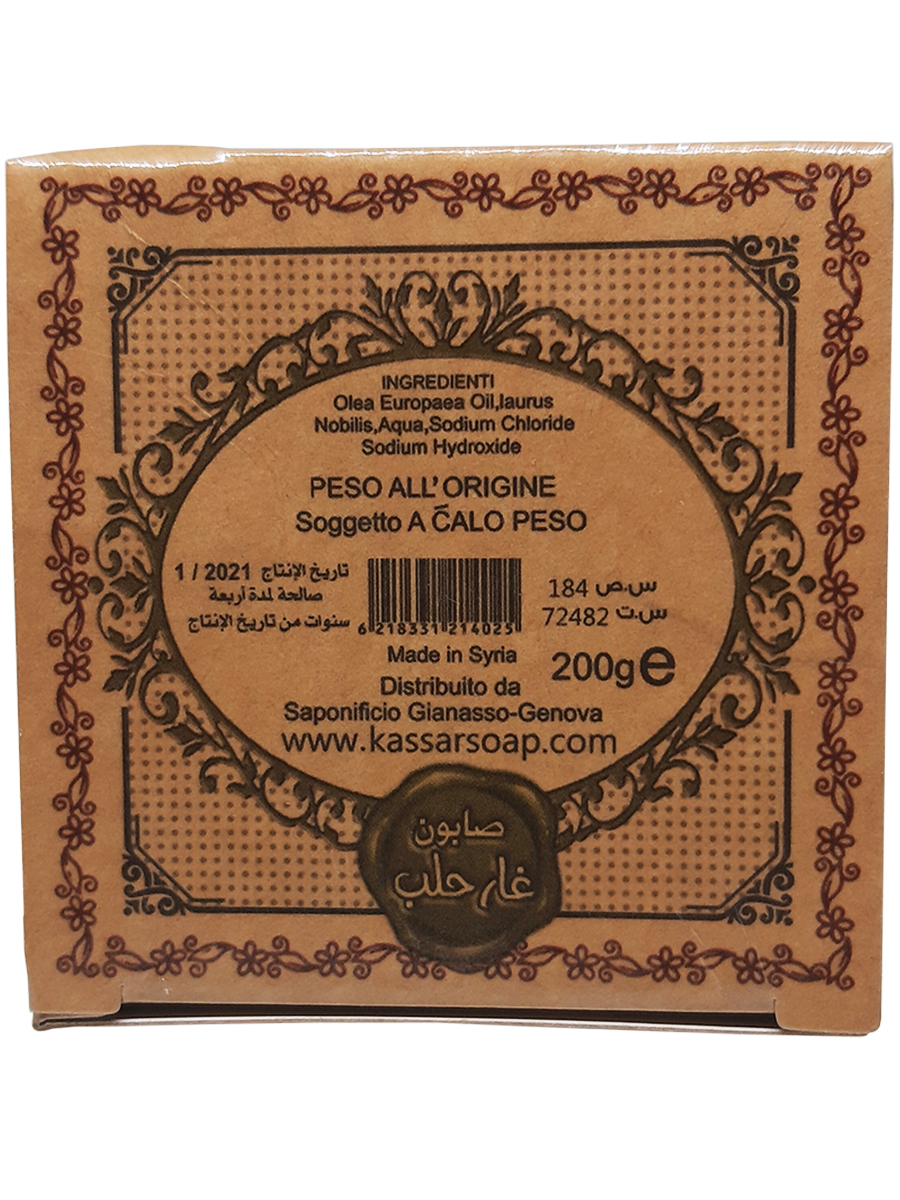 INGREDIENTI
Olea Europaea Oil,laurus
Nobilis,Aqua,Sodium Chloride
Sodium Hydroxide
PESO ALL' ORIGINE
Soggetto A C̄ALO PESO
تاريخ الإنتاج 1 / 2021
صالحة لمدة أربعة
سنوات من تاريخ الإنتاج
6 218331 214025
س.ص 184
س.ت 72482
Made in Syria
200g e
Distribuito da
Saponificio Gianasso-Genova
www.kassarsoap.com
صابون
غار حلب